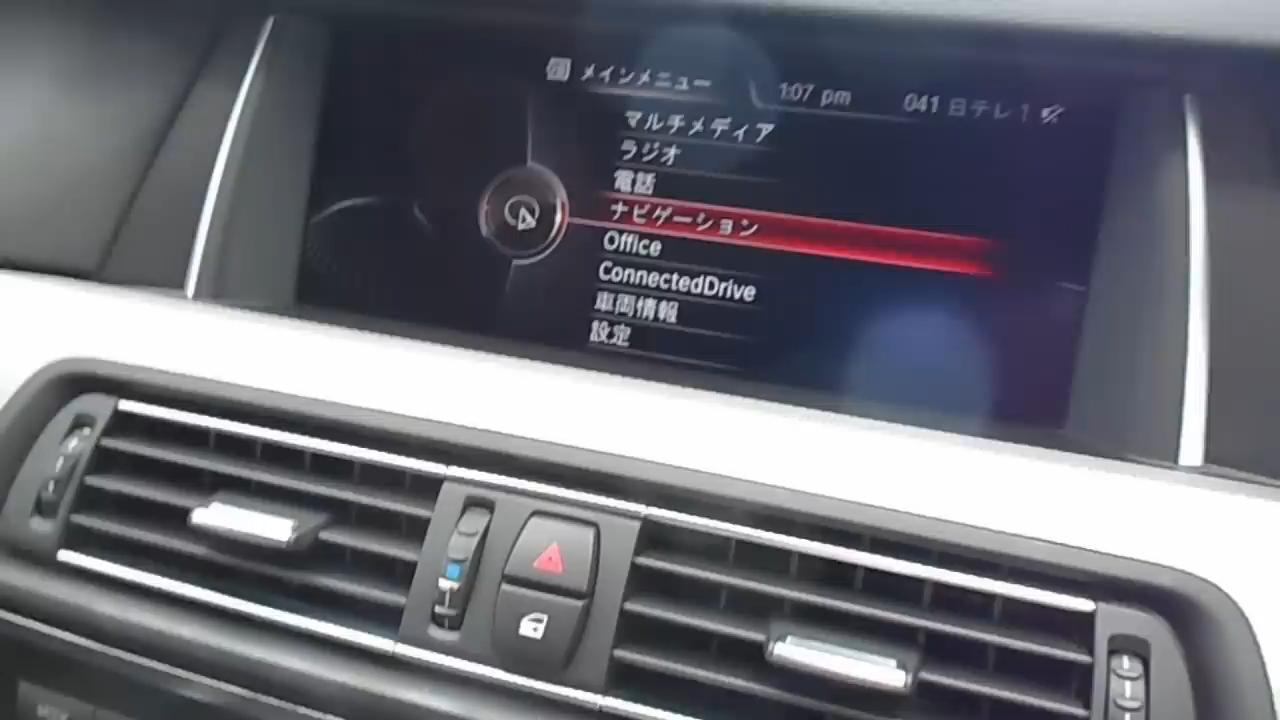 メインメニュー
1:07 pm
041 日テレ1
マルチメディア
ラジオ
電話
ナビゲーション
Office
ConnectedDrive
車両情報
設定